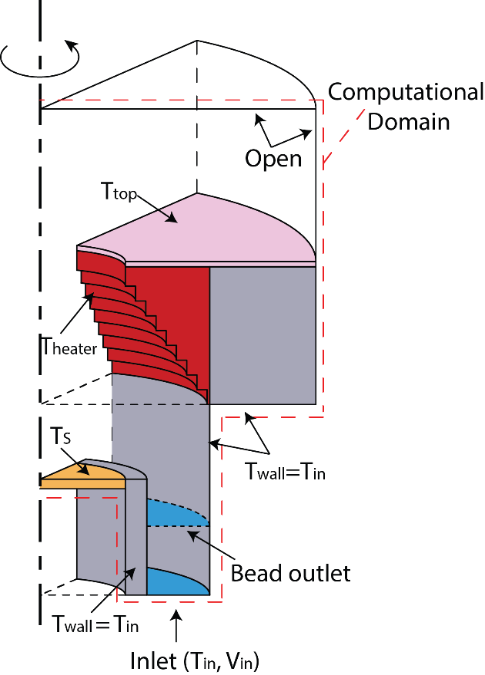 Computational
Domain
Open
Ttop
Theater
Twall=Tin
TS
Bead outlet
Twall=Tin
Inlet (Tin, Vin)